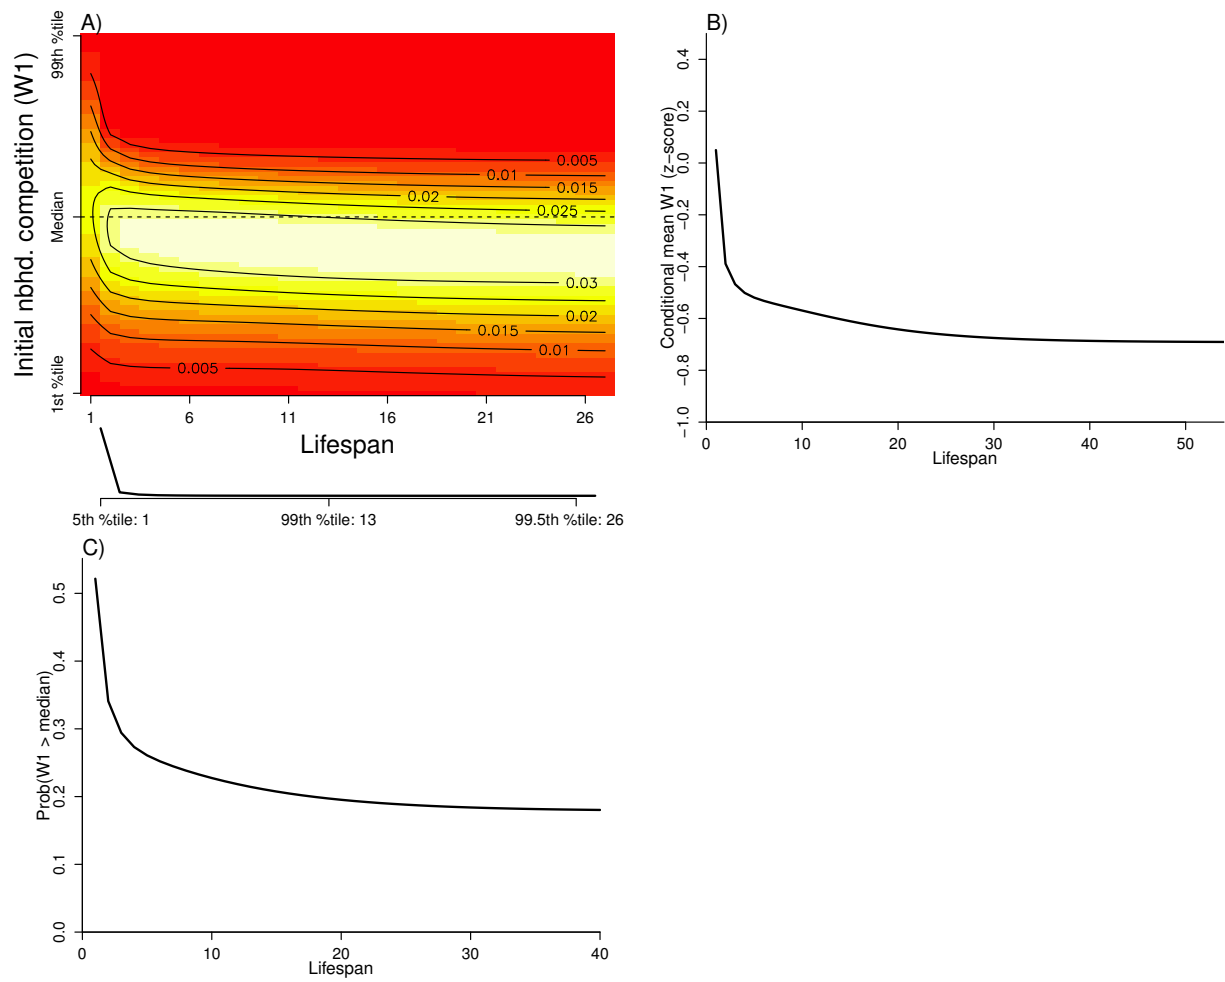 A)
Initial nbhd. competition (W1)
99th %tile
Median
1st %tile
0.005
0.01
0.015
0.02
0.025
0.03
0.02
0.015
0.01
0.005
1 6 11 16 21 26
Lifespan
5th %tile: 1 99th %tile: 13 99.5th %tile: 26
B)
Conditional mean W1 (z−score)
0.4
0.2
0.0
−0.2
−0.4
−0.6
−0.8
−1.0
0 10 20 30 40 50
Lifespan
C)
Prob(W1 > median)
0.5
0.4
0.3
0.2
0.1
0.0
0 10 20 30 40
Lifespan